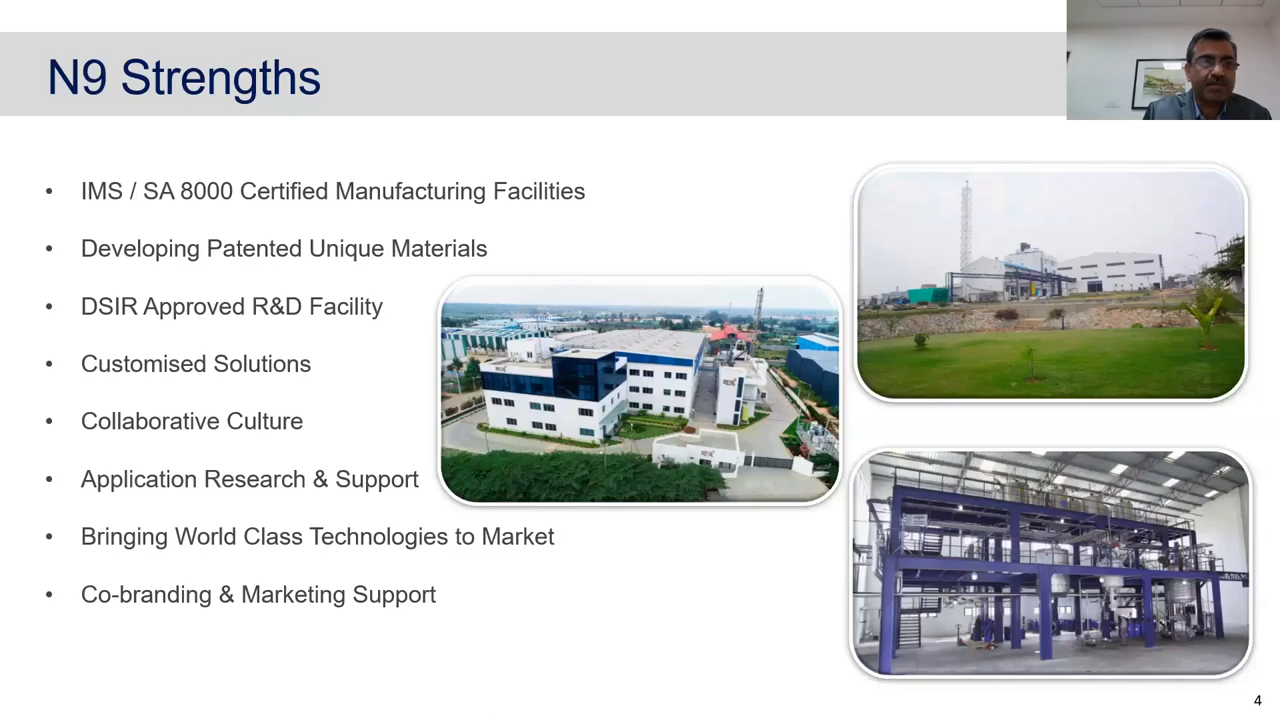 N9 Strengths
• IMS / SA 8000 Certified Manufacturing Facilities
• Developing Patented Unique Materials
• DSIR Approved R&D Facility
• Customised Solutions
• Collaborative Culture
• Application Research & Support
• Bringing World Class Technologies to Market
• Co-branding & Marketing Support
4